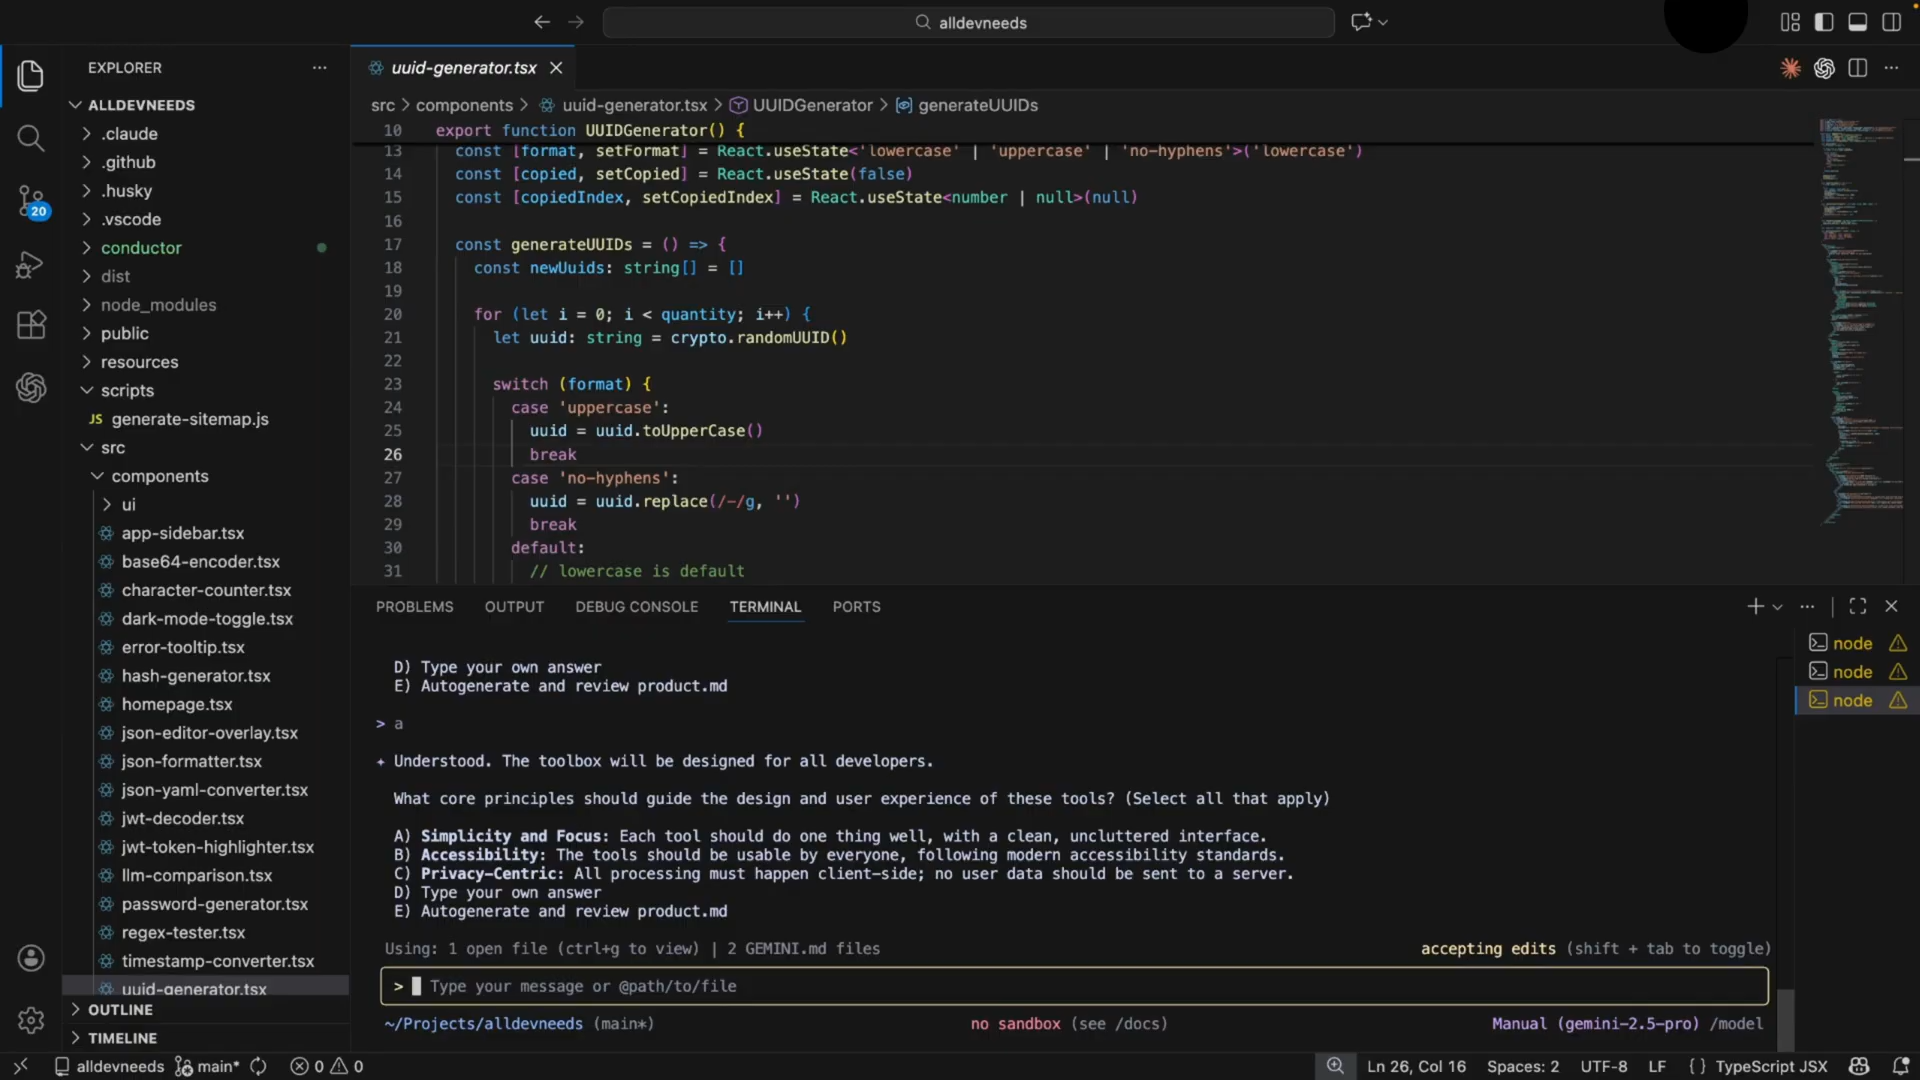 alldevneeds
EXPLORER
ALLDEVNEEDS
.claude
.github
.husky
20
.vscode
conductor
dist
node_modules
public
resources
scripts
JS generate-sitemap.js
src
components
ui
app-sidebar.tsx
base64-encoder.tsx
character-counter.tsx
dark-mode-toggle.tsx
error-tooltip.tsx
hash-generator.tsx
homepage.tsx
json-editor-overlay.tsx
json-formatter.tsx
json-yaml-converter.tsx
jwt-decoder.tsx
jwt-token-highlighter.tsx
llm-comparison.tsx
password-generator.tsx
regex-tester.tsx
timestamp-converter.tsx
uuid-generator.tsx
OUTLINE
TIMELINE
uuid-generator.tsx
src > components > uuid-generator.tsx > UUIDGenerator > generateUUIDs
10 export function UUIDGenerator() {
13 const [format, setFormat] = React.useState<'lowercase' | 'uppercase' | 'no-hyphens'>('lowercase')
14 const [copied, setCopied] = React.useState(false)
15 const [copiedIndex, setCopiedIndex] = React.useState<number | null>(null)
16
17 const generateUUIDs = () => {
18 const newUuids: string[] = []
19
20 for (let i = 0; i < quantity; i++) {
21 let uuid: string = crypto.randomUUID()
22
23 switch (format) {
24 case 'uppercase':
25 uuid = uuid.toUpperCase()
26 break
27 case 'no-hyphens':
28 uuid = uuid.replace(/-/g, '')
29 break
30 default:
31 // lowercase is default
PROBLEMS OUTPUT DEBUG CONSOLE TERMINAL PORTS
D) Type your own answer
E) Autogenerate and review product.md
> a
✦ Understood. The toolbox will be designed for all developers.
What core principles should guide the design and user experience of these tools? (Select all that apply)
A) Simplicity and Focus: Each tool should do one thing well, with a clean, uncluttered interface.
B) Accessibility: The tools should be usable by everyone, following modern accessibility standards.
C) Privacy-Centric: All processing must happen client-side; no user data should be sent to a server.
D) Type your own answer
E) Autogenerate and review product.md
Using: 1 open file (ctrl+g to view) | 2 GEMINI.md files accepting edits (shift + tab to toggle)
> Type your message or @path/to/file
~/Projects/alldevneeds (main*) no sandbox (see /docs) Manual (gemini-2.5-pro) /model
node
node
node
alldevneeds main* 0 0 Ln 26, Col 16 Spaces: 2 UTF-8 LF {} TypeScript JSX